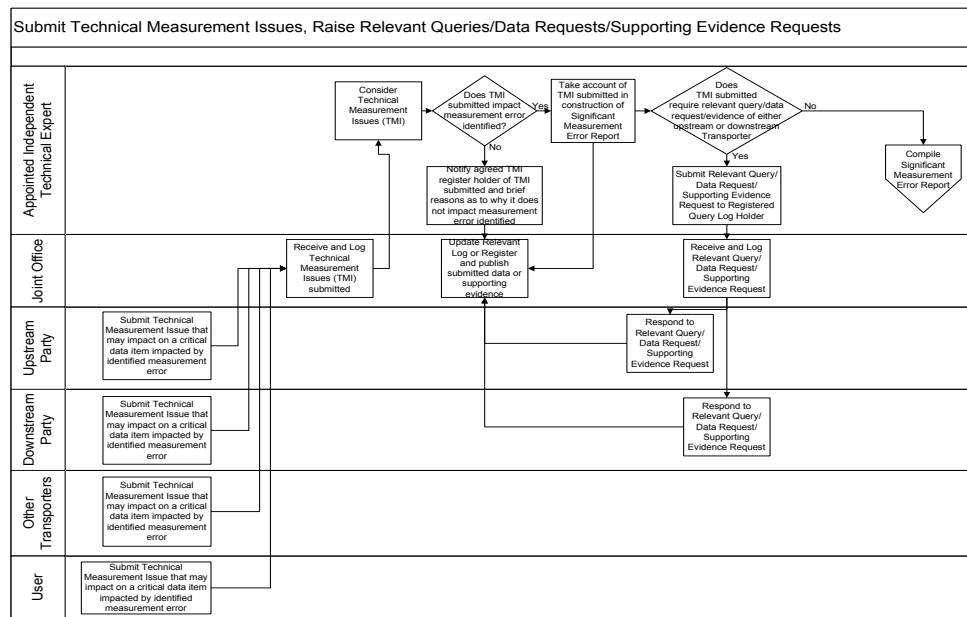 Submit Technical Measurement Issues, Raise Relevant Queries/Data Requests/Supporting Evidence Requests
Appointed Independent
Technical Expert
Consider
Technical
Measurement
Issues (TMI)
Does TMI
submitted impact
measurement error
identified?
Yes
No
Take account of
TMI submitted in
construction of
Significant
Measurement
Error Report
Does
TMI submitted
require relevant query/data
request/evidence of either
upstream or downstream
Transporter
No
Yes
Compile
Significant
Measurement
Error Report
Notify agreed TMI
register holder of TMI
submitted and brief
reasons as to why it does
not impact measurement
error identified
Submit Relevant Query/
Data Request/
Supporting Evidence
Request to Registered
Query Log Holder
Joint Office
Receive and Log
Technical
Measurement
Issues (TMI)
submitted
Update Relevant
Log or Register
and publish
submitted data or
supporting
evidence
Receive and Log
Relevant Query/
Data Request/
Supporting
Evidence Request
Upstream
Party
Submit Technical
Measurement Issue that
may impact on a critical
data item impacted by
identified measurement
error
Respond to
Relevant Query/
Data Request/
Supporting
Evidence Request
Downstream
Party
Submit Technical
Measurement Issue that
may impact on a critical
data item impacted by
identified measurement
error
Respond to
Relevant Query/
Data Request/
Supporting
Evidence Request
Other
Transporters
Submit Technical
Measurement Issue that
may impact on a critical
data item impacted by
identified measurement
error
User
Submit Technical
Measurement Issue that may
impact on a critical data item
impacted by identified
measurement error